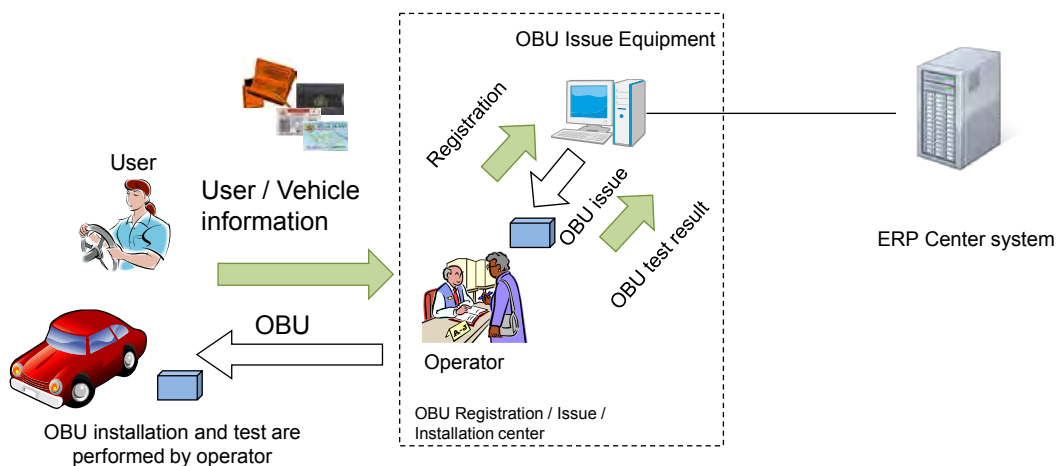 OBU Issue Equipment
Registration
User
User / Vehicle
information
OBU issue
OBU test result
ERP Center system
OBU
A-J
Operator
OBU Registration / Issue /
Installation center
OBU installation and test are
performed by operator